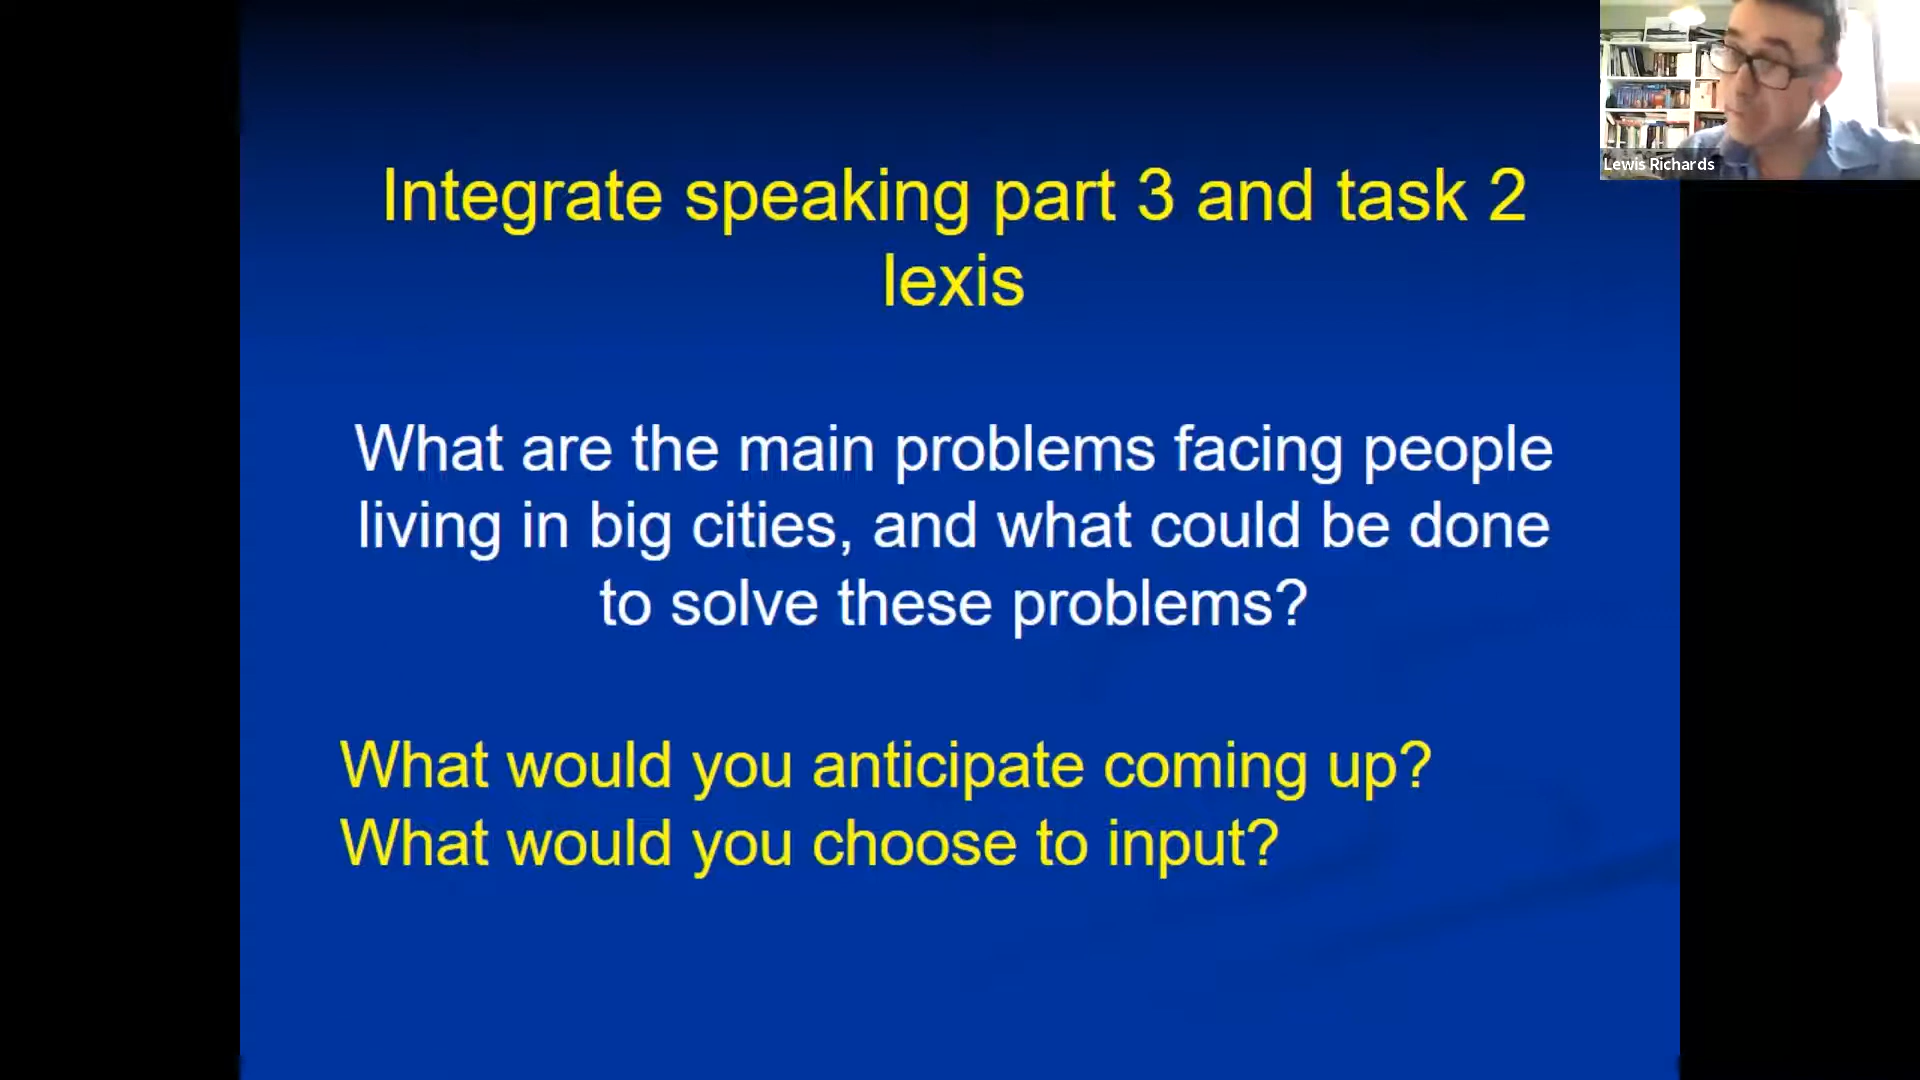 Integrate speaking part 3 and task 2
lexis
What are the main problems facing people
living in big cities, and what could be done
to solve these problems?
What would you anticipate coming up?
What would you choose to input?
Lewis Richards